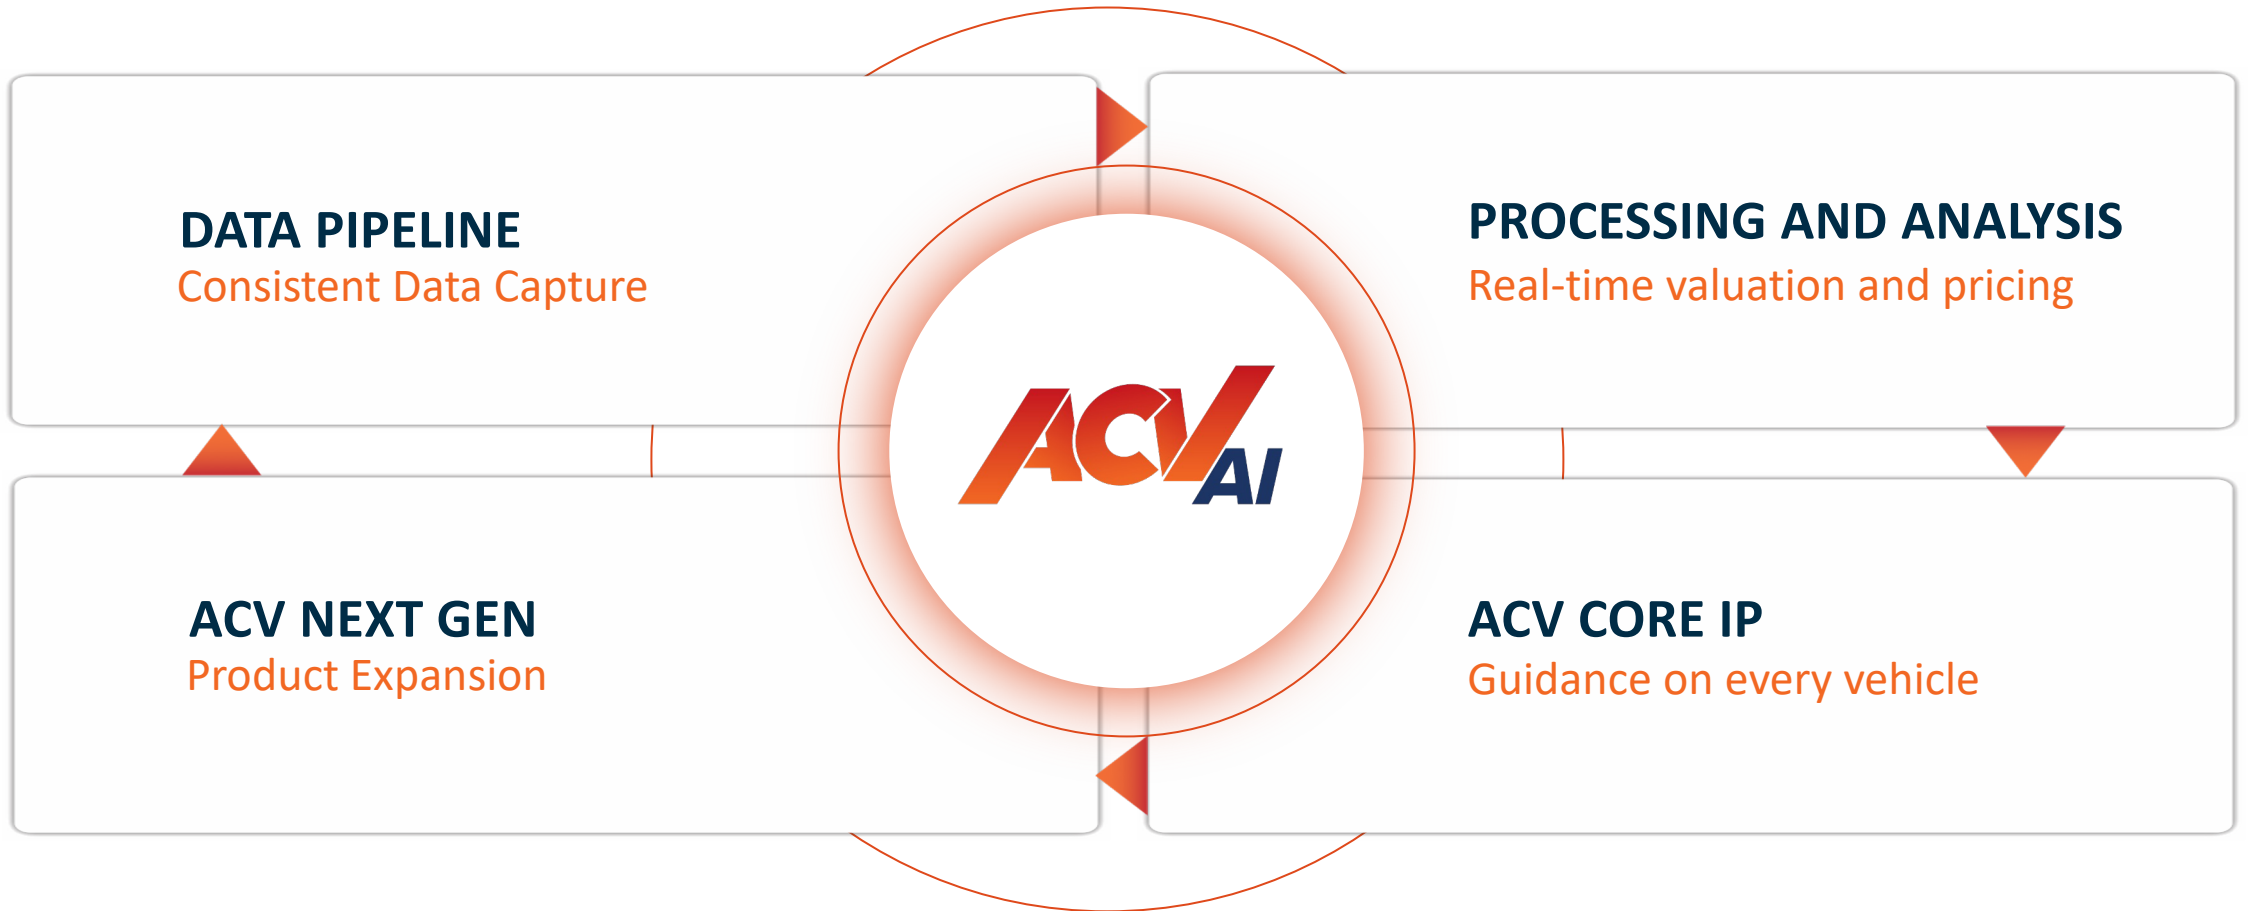 DATA PIPELINE
Consistent Data Capture
PROCESSING AND ANALYSIS
Real-time valuation and pricing
ACV AI
ACV NEXT GEN
Product Expansion
ACV CORE IP
Guidance on every vehicle